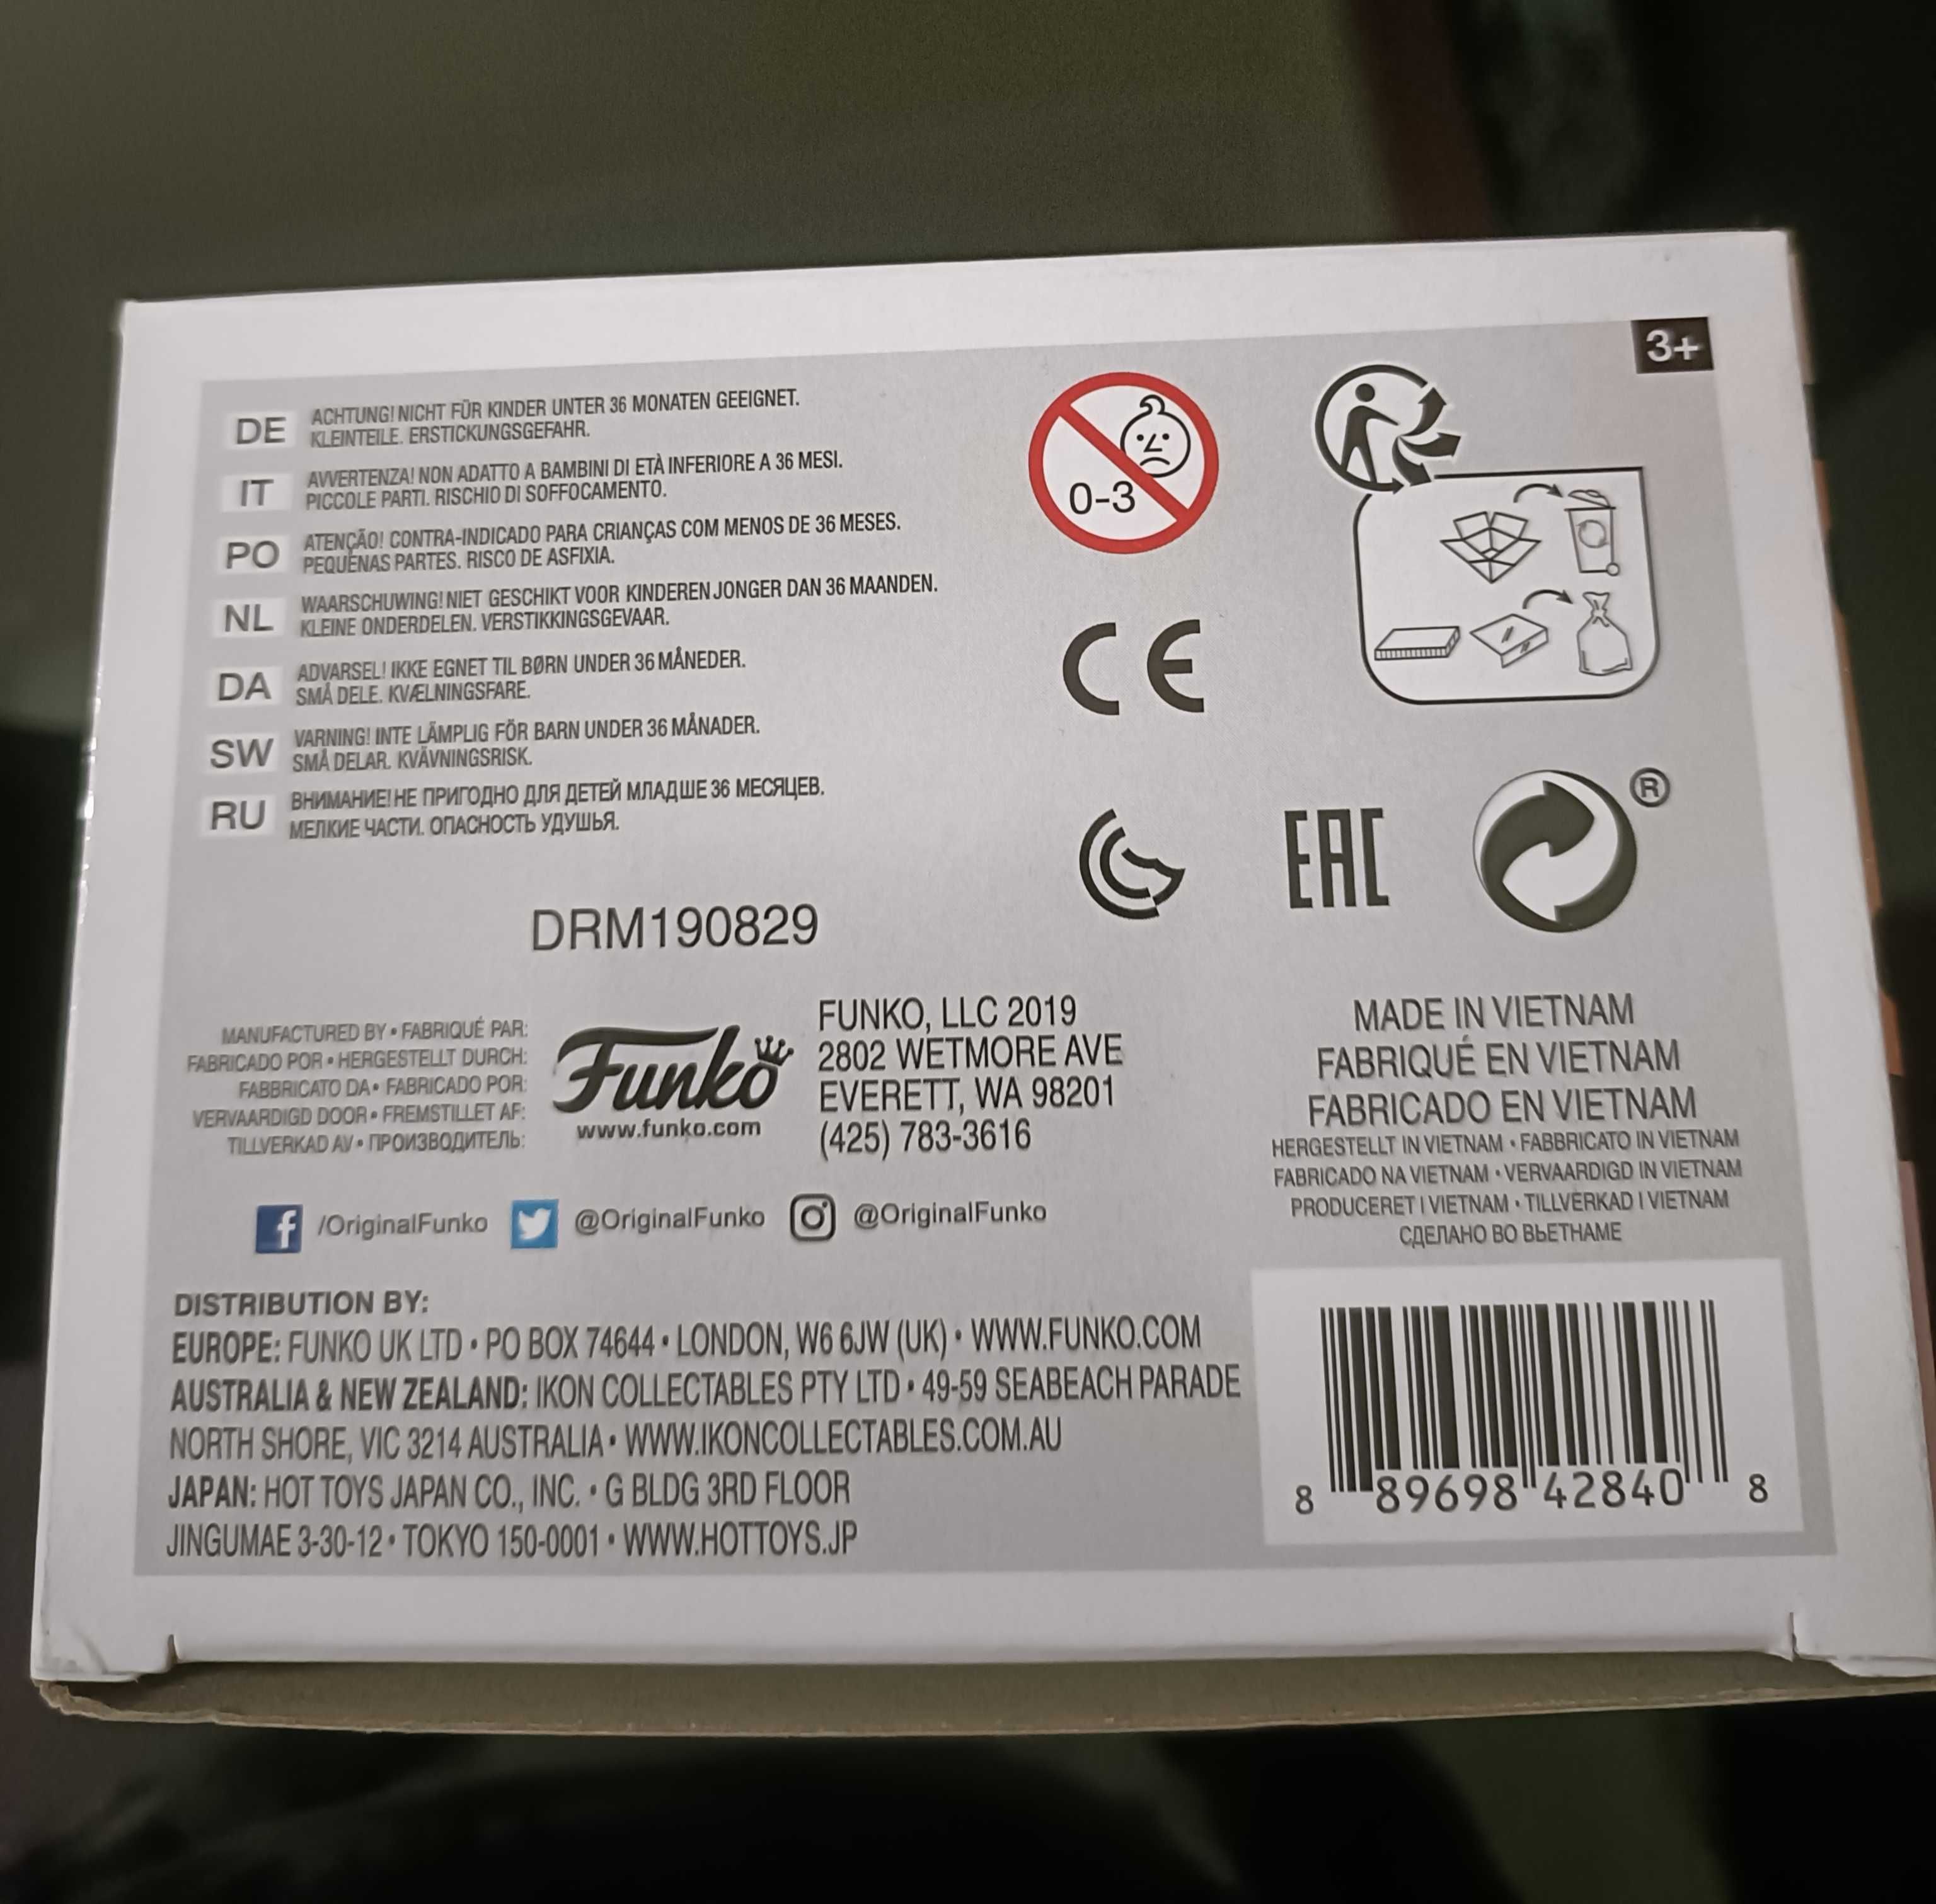 3+
DE
ACHTUNG! NICHT FÜR KINDER UNTER 36 MONATEN GEEIGNET.
KLEINTEILE. ERSTICKUNGSGEFAHR.
IT
AVVERTENZA! NON ADATTO A BAMBINI DI ETÀ INFERIORE A 36 MESI.
PICCOLE PARTI. RISCHIO DI SOFFOCAMENTO.
PO
ATENÇÃO! CONTRA-INDICADO PARA CRIANÇAS COM MENOS DE 36 MESES.
PEQUENAS PARTES. RISCO DE ASFIXIA.
NL
WAARSCHUWING! NIET GESCHIKT VOOR KINDEREN JONGER DAN 36 MAANDEN.
KLEINE ONDERDELEN. VERSTIKKINGSGEVAAR.
DA
ADVARSEL! IKKE EGNET TIL BØRN UNDER 36 MÅNEDER.
SMÅ DELE. KVÆLNINGSFARE.
SW
VARNING! INTE LÄMPLIG FÖR BARN UNDER 36 MÅNADER.
SMÅ DELAR. KVÄVNINGSRISK.
RU
ВНИМАНИЕ! НЕ ПРИГОДНО ДЛЯ ДЕТЕЙ МЛАДШЕ 36 МЕСЯЦЕВ.
МЕЛКИЕ ЧАСТИ. ОПАСНОСТЬ УДУШЬЯ.
0-3
CE
EAC
®
DRM190829
MANUFACTURED BY • FABRIQUÉ PAR:
FABRICADO POR • HERGESTELLT DURCH:
FABBRICATO DA • FABRICADO POR:
VERVAARDIGD DOOR • FREMSTILLET AF:
TILLVERKAD AV • ПРОИЗВОДИТЕЛЬ:
Funko
www.funko.com
FUNKO, LLC 2019
2802 WETMORE AVE
EVERETT, WA 98201
(425) 783-3616
MADE IN VIETNAM
FABRIQUÉ EN VIETNAM
FABRICADO EN VIETNAM
HERGESTELLT IN VIETNAM • FABBRICATO IN VIETNAM
FABRICADO NA VIETNAM • VERVAARDIGD IN VIETNAM
PRODUCERET I VIETNAM • TILLVERKAD I VIETNAM
СДЕЛАНО ВО ВЬЕТНАМЕ
f /OriginalFunko @OriginalFunko @OriginalFunko
DISTRIBUTION BY:
EUROPE: FUNKO UK LTD • PO BOX 74644 • LONDON, W6 6JW (UK) • WWW.FUNKO.COM
AUSTRALIA & NEW ZEALAND: IKON COLLECTABLES PTY LTD • 49-59 SEABEACH PARADE
NORTH SHORE, VIC 3214 AUSTRALIA • WWW.IKONCOLLECTABLES.COM.AU
JAPAN: HOT TOYS JAPAN CO., INC. • G BLDG 3RD FLOOR
JINGUMAE 3-30-12 • TOKYO 150-0001 • WWW.HOTTOYS.JP
8 89698 42840 8